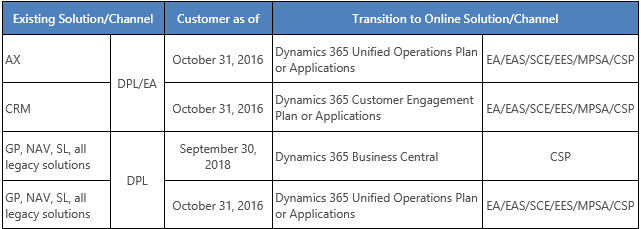 Existing Solution/Channel Customer as of Transition to Online Solution/Channel
AX DPL/EA October 31, 2016 Dynamics 365 Unified Operations Plan
or Applications EA/EAS/SCE/EES/MPSA/CSP
CRM October 31, 2016 Dynamics 365 Customer Engagement
Plan or Applications EA/EAS/SCE/EES/MPSA/CSP
GP, NAV, SL, all
legacy solutions DPL September 30,
2018 Dynamics 365 Business Central CSP
GP, NAV, SL, all
legacy solutions October 31, 2016 Dynamics 365 Unified Operations Plan
or Applications EA/EAS/SCE/EES/MPSA/CSP